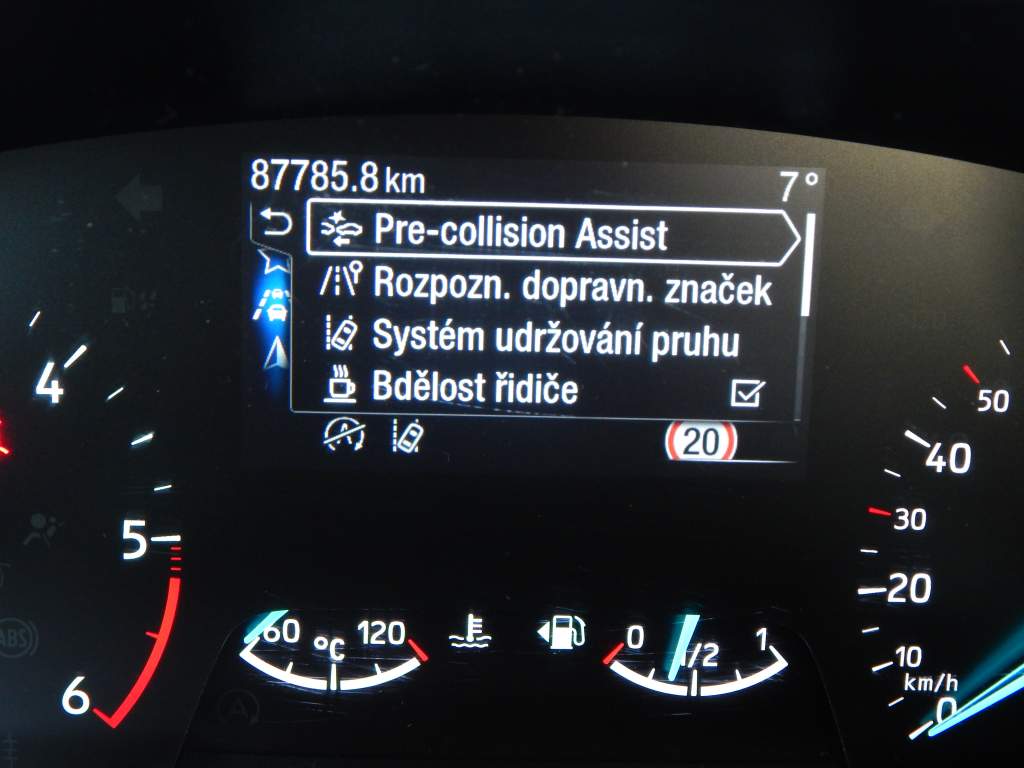 87785.8 km 7°
Pre-collision Assist
Rozpozn. dopravn. značek
Systém udržování pruhu
Bdělost řidiče
A 20
4
5
6
ABS
A
60 °C 120
0 1/2 1
50
40
30
20
10
km/h
0